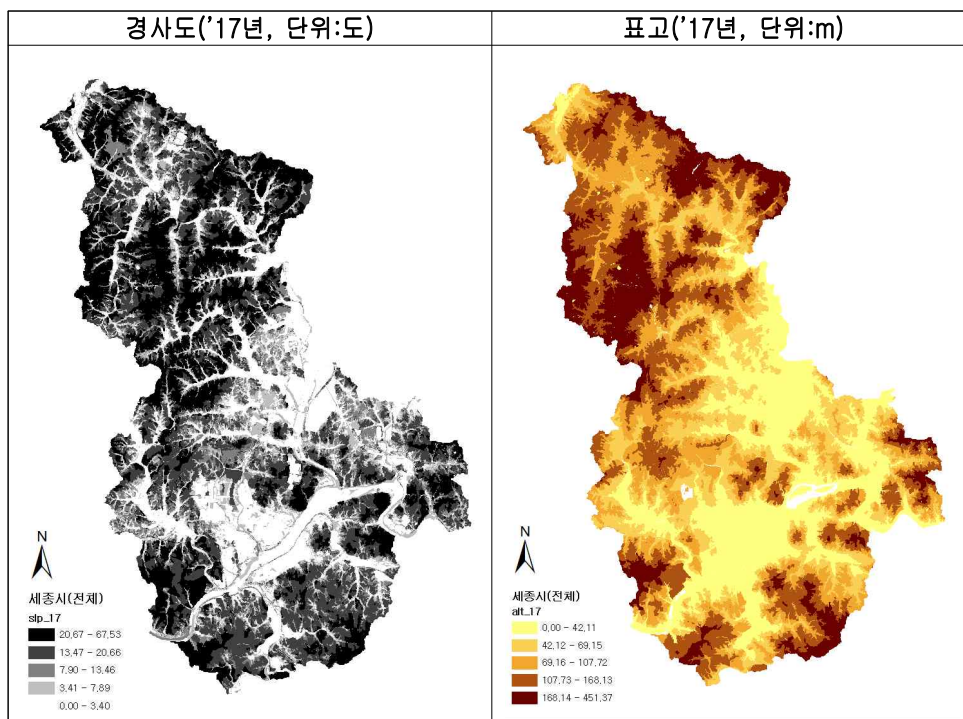 경사도('17년, 단위:도)
표고('17년, 단위:m)
N
세종시(전체)
slp_17
20,67 - 67,53
13,47 - 20,66
7,90 - 13,46
3,41 - 7,89
0,00 - 3,40
N
세종시(전체)
alt_17
0,00 - 42,11
42,12 - 69,15
69,16 - 107,72
107,73 - 168,13
168,14 - 451,37